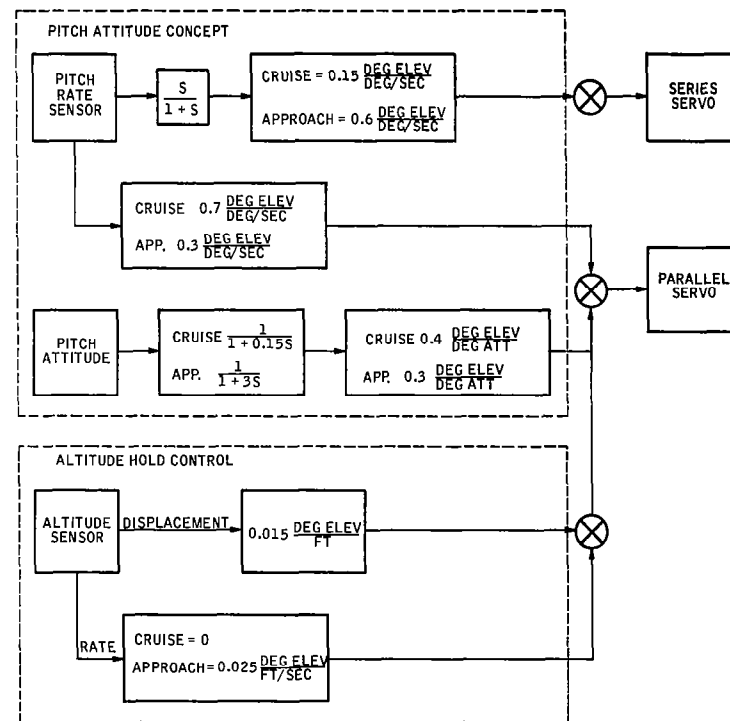 PITCH ATTITUDE CONCEPT
PITCH
RATE
SENSOR
S
1 + S
CRUISE = 0.15 DEG ELEV
DEG/SEC
APPROACH = 0.6 DEG ELEV
DEG/SEC
SERIES
SERVO
CRUISE 0.7 DEG ELEV
DEG/SEC
APP. 0.3 DEG ELEV
DEG/SEC
PARALLEL
SERVO
PITCH
ATTITUDE
CRUISE 1
1 + 0.15S
APP. 1
1 +3S
CRUISE 0.4 DEG ELEV
DEG ATT
APP. 0.3 DEG ELEV
DEG ATT
ALTITUDE HOLD CONTROL
ALTITUDE
SENSOR
DISPLACEMENT
0.015 DEG ELEV
FT
RATE
CRUISE = 0
APPROACH = 0.025 DEG ELEV
FT/SEC